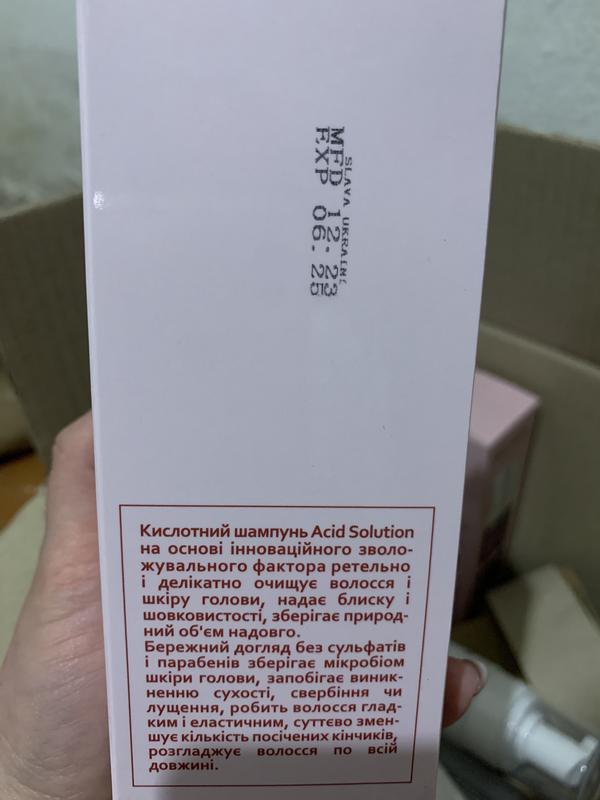 SLAVA UKRAINI
MFD 12.23
EXP 06.25
Кислотний шампунь Acid Solution
на основі інноваційного зволо-
жувального фактора ретельно
і делікатно очищує волосся і
шкіру голови, надає блиску і
шовковистості, зберігає природ-
ний об'єм надовго.
Бережний догляд без сульфатів
і парабенів зберігає мікробіом
шкіри голови, запобігає виник-
ненню сухості, свербіння чи
лущення, робить волосся глад-
ким і еластичним, суттєво змен-
шує кількість посічених кінчиків,
розгладжує волосся по всій
довжині.